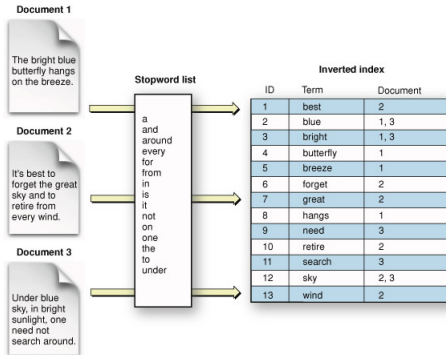 Document 1
The bright blue
butterfly hangs
on the breeze.
Document 2
It's best to
forget the great
sky and to
retire from
every wind.
Document 3
Under blue
sky, in bright
sunlight, one
need not
search around.
Stopword list
a
and
around
every
for
from
in
is
it
not
on
one
the
to
under
Inverted index
ID Term Document
1 best 2
2 blue 1, 3
3 bright 1, 3
4 butterfly 1
5 breeze 1
6 forget 2
7 great 2
8 hangs 1
9 need 3
10 retire 2
11 search 3
12 sky 2, 3
13 wind 2